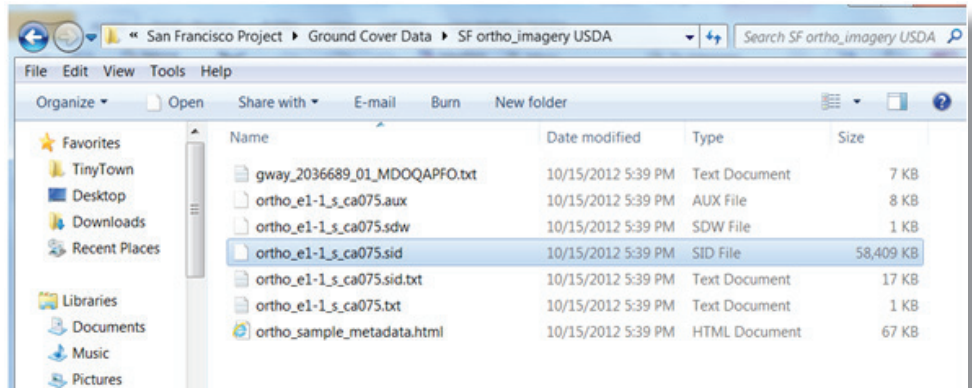 « San Francisco Project ▸ Ground Cover Data ▸ SF ortho_imagery USDA Search SF ortho_imagery USDA
File Edit View Tools Help
Organize ▾ Open Share with ▾ E-mail Burn New folder
Favorites
TinyTown
Desktop
Downloads
Recent Places
Libraries
Documents
Music
Pictures
Name Date modified Type Size
gway_2036689_01_MDOQAPFO.txt 10/15/2012 5:39 PM Text Document 7 KB
ortho_e1-1_s_ca075.aux 10/15/2012 5:39 PM AUX File 8 KB
ortho_e1-1_s_ca075.sdw 10/15/2012 5:39 PM SDW File 1 KB
ortho_e1-1_s_ca075.sid 10/15/2012 5:39 PM SID File 58,409 KB
ortho_e1-1_s_ca075.sid.txt 10/15/2012 5:39 PM Text Document 17 KB
ortho_e1-1_s_ca075.txt 10/15/2012 5:39 PM Text Document 1 KB
ortho_sample_metadata.html 10/15/2012 5:39 PM HTML Document 67 KB